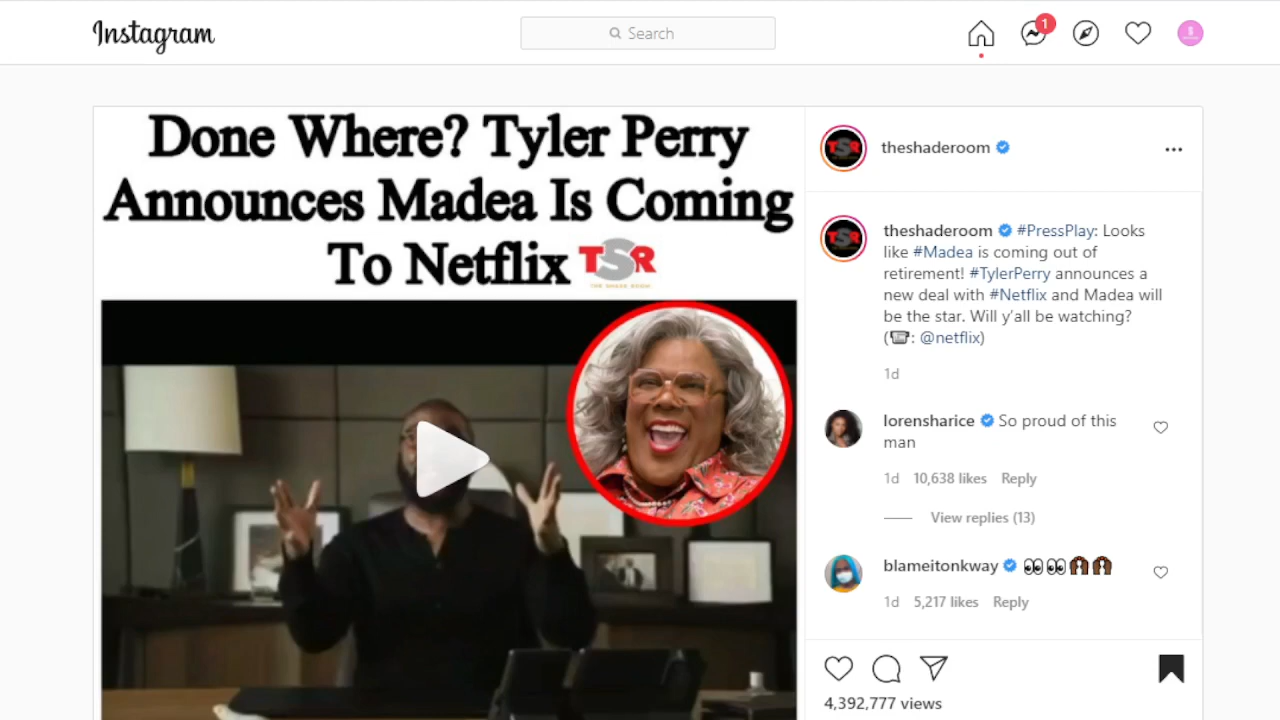 Instagram
Search
1
Done Where? Tyler Perry
Announces Madea Is Coming
To Netflix TSR
THE SHADE ROOM
theshaderoom
theshaderoom #PressPlay: Looks
like #Madea is coming out of
retirement! #TylerPerry announces a
new deal with #Netflix and Madea will
be the star. Will y'all be watching?
(📼: @netflix)
1d
lorensharice So proud of this
man
1d 10,638 likes Reply
View replies (13)
blameitonkway 👀👀
1d 5,217 likes Reply
4,392,777 views